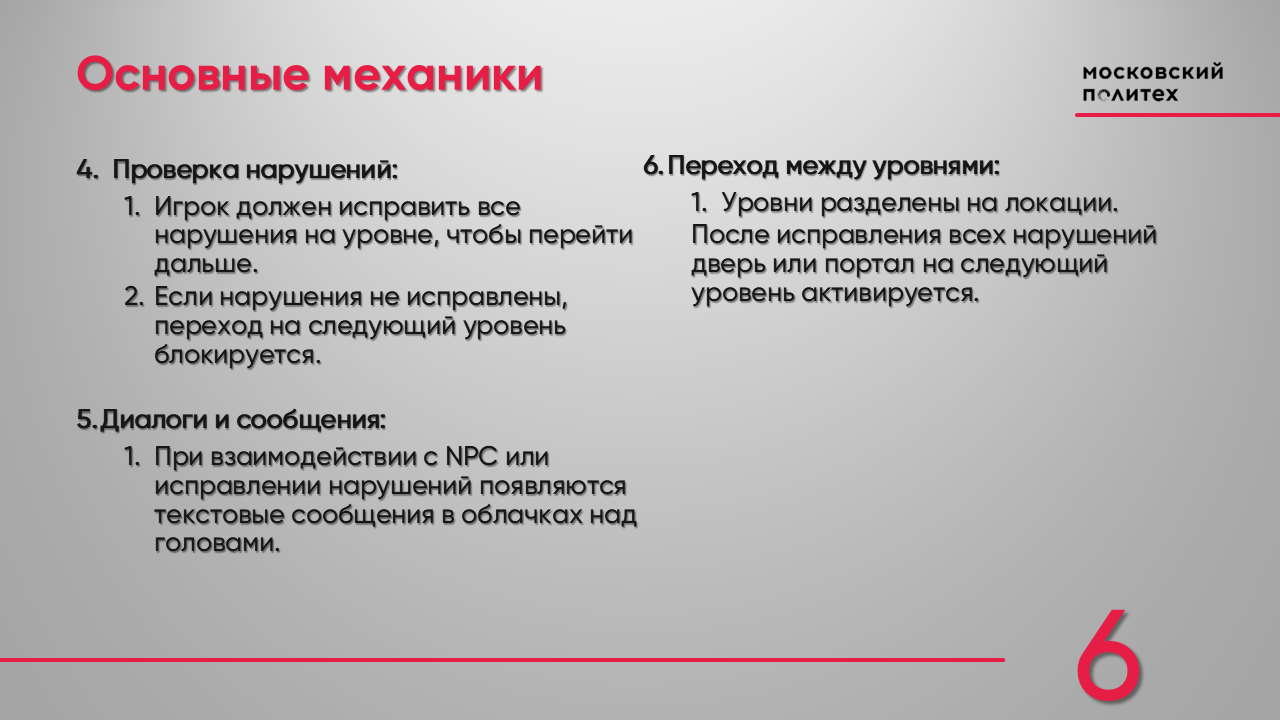 Основные механики
московский
политех
4. Проверка нарушений:
1. Игрок должен исправить все
нарушения на уровне, чтобы перейти
дальше.
2. Если нарушения не исправлены,
переход на следующий уровень
блокируется.
5.Диалоги и сообщения:
1. При взаимодействии с NPC или
исправлении нарушений появляются
текстовые сообщения в облачках над
головами.
6.Переход между уровнями:
1. Уровни разделены на локации.
После исправления всех нарушений
дверь или портал на следующий
уровень активируется.
6